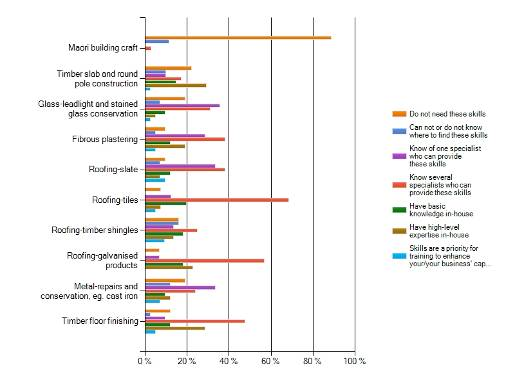 Maori building craft
Timber slab and round
pole construction
Glass-leadlight and stained
glass conservation
Fibrous plastering
Roofing-slate
Roofing-tiles
Roofing-timber shingles
Roofing-galvanised
products
Metal-repairs and
conservation, eg. cast iron
Timber floor finishing
0 % 20 % 40 % 60 % 80 % 100 %
Do not need these skills
Can not or do not know
where to find these skills
Know of one specialist
who can provide
these skills
Know several
specialists who can
provide these skills
Have basic
knowledge in-house
Have high-level
expertise in-house
Skills are a priority for
training to enhance
your/your business' cap...